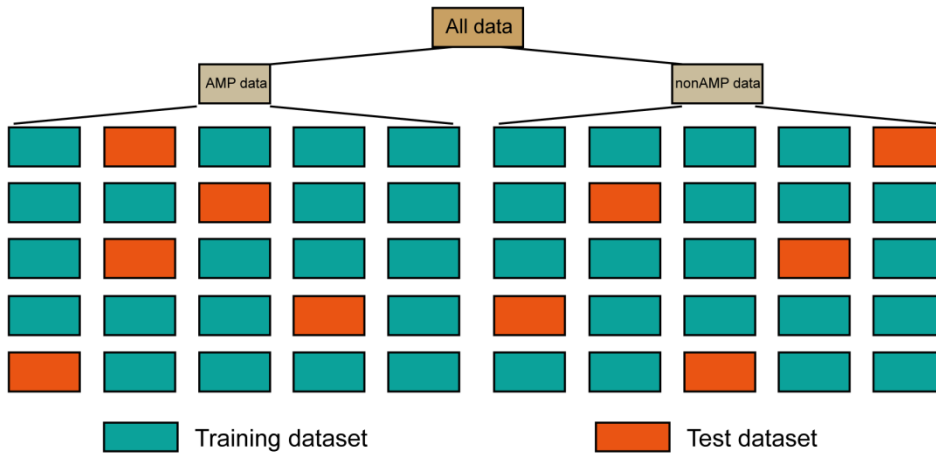 All data
AMP data
nonAMP data
Training dataset
Test dataset